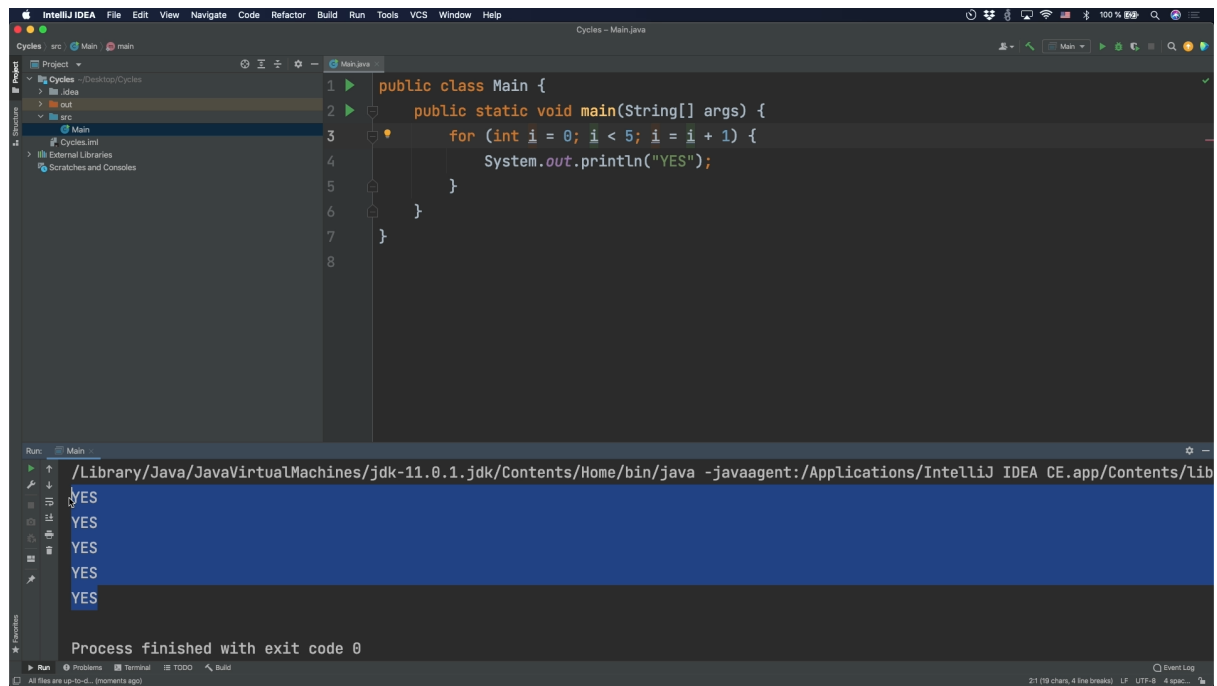 IntelliJ IDEA File Edit View Navigate Code Refactor Build Run Tools VCS Window Help 100 %
Cycles – Main.java
Cycles src Main main Main
Project Main.java
Cycles ~/Desktop/Cycles
.idea
out
src
Main
Cycles.iml
External Libraries
Scratches and Consoles
Project
Structure
Favorites
1 public class Main {
2 public static void main(String[] args) {
3 for (int i = 0; i < 5; i = i + 1) {
4 System.out.println("YES");
5 }
6 }
7 }
8
Run: Main
/Library/Java/JavaVirtualMachines/jdk-11.0.1.jdk/Contents/Home/bin/java -javaagent:/Applications/IntelliJ IDEA CE.app/Contents/lib
YES
YES
YES
YES
YES
Process finished with exit code 0
Run Problems Terminal TODO Build Event Log
All files are up-to-d... (moments ago) 2:1 (19 chars, 4 line breaks) LF UTF-8 4 spac...